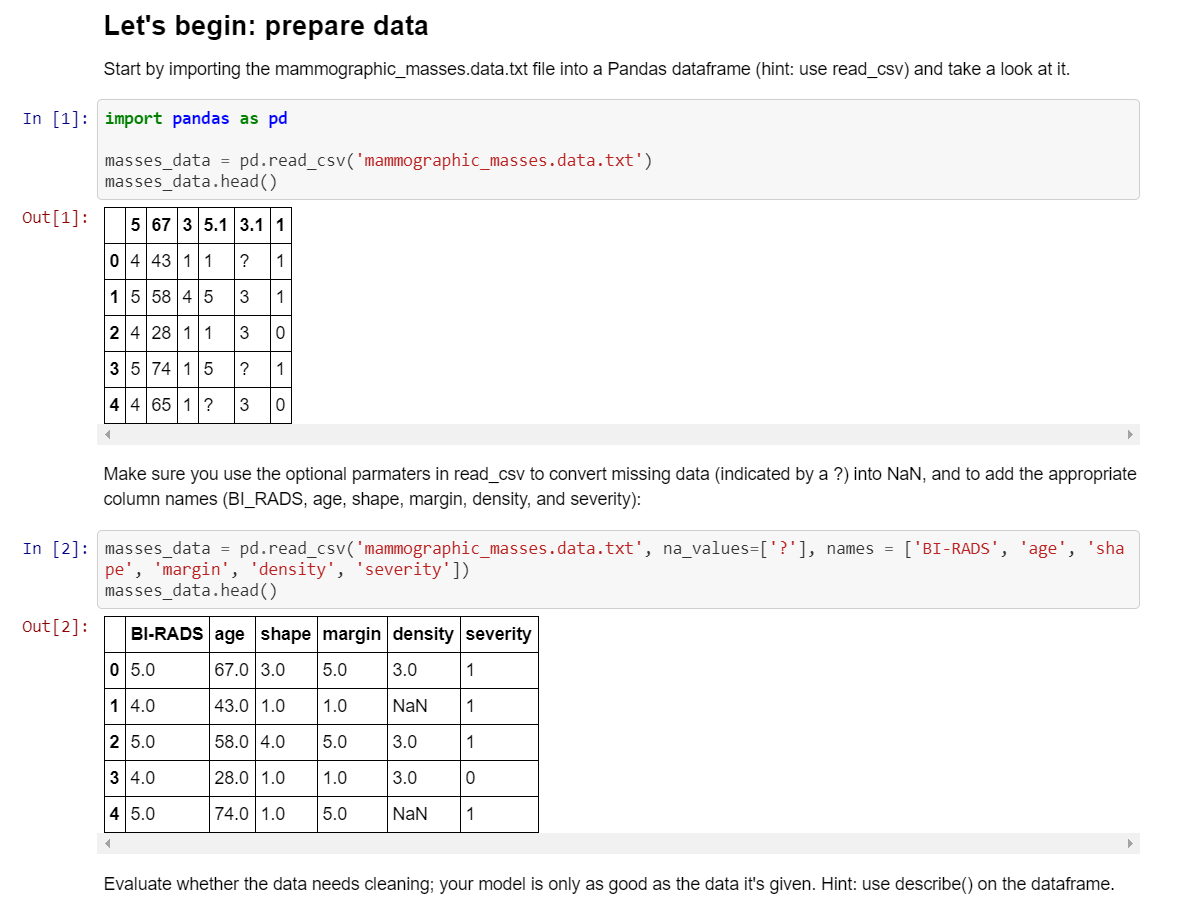 Let's begin: prepare data
Start by importing the mammographic_masses.data.txt file into a Pandas dataframe (hint: use read_csv) and take a look at it.
In [1]: import pandas as pd
masses_data = pd.read_csv('mammographic_masses.data.txt')
masses_data.head()
Out[1]:
5 67 3 5.1 3.1 1
0 4 43 1 1 ? 1
1 5 58 4 5 3 1
2 4 28 1 1 3 0
3 5 74 1 5 ? 1
4 4 65 1 ? 3 0
Make sure you use the optional parmaters in read_csv to convert missing data (indicated by a ?) into NaN, and to add the appropriate
column names (BI_RADS, age, shape, margin, density, and severity):
In [2]: masses_data = pd.read_csv('mammographic_masses.data.txt', na_values=['?'], names = ['BI-RADS', 'age', 'sha
pe', 'margin', 'density', 'severity'])
masses_data.head()
Out[2]:
BI-RADS age shape margin density severity
0 5.0 67.0 3.0 5.0 3.0 1
1 4.0 43.0 1.0 1.0 NaN 1
2 5.0 58.0 4.0 5.0 3.0 1
3 4.0 28.0 1.0 1.0 3.0 0
4 5.0 74.0 1.0 5.0 NaN 1
Evaluate whether the data needs cleaning; your model is only as good as the data it's given. Hint: use describe() on the dataframe.